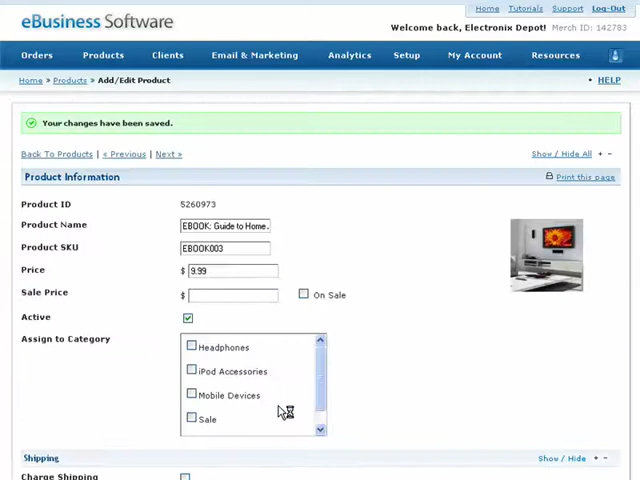 Home Tutorials Support Log-Out
eBusiness Software
Welcome back, Electronix Depot! Merch ID: 142783
Orders Products Clients Email & Marketing Analytics Setup My Account Resources
Home > Products > Add/Edit Product
• HELP
Your changes have been saved.
Back To Products | < Previous | Next >
Show / Hide All + -
Product Information
Print this page
Product ID 5260973
Product Name EBOOK: Guide to Home.
Product SKU EBOOK003
Price $ 9.99
Sale Price $ On Sale
Active
Assign to Category
Headphones
iPod Accessories
Mobile Devices
Sale
Shipping Show / Hide + -
Charge Shipping